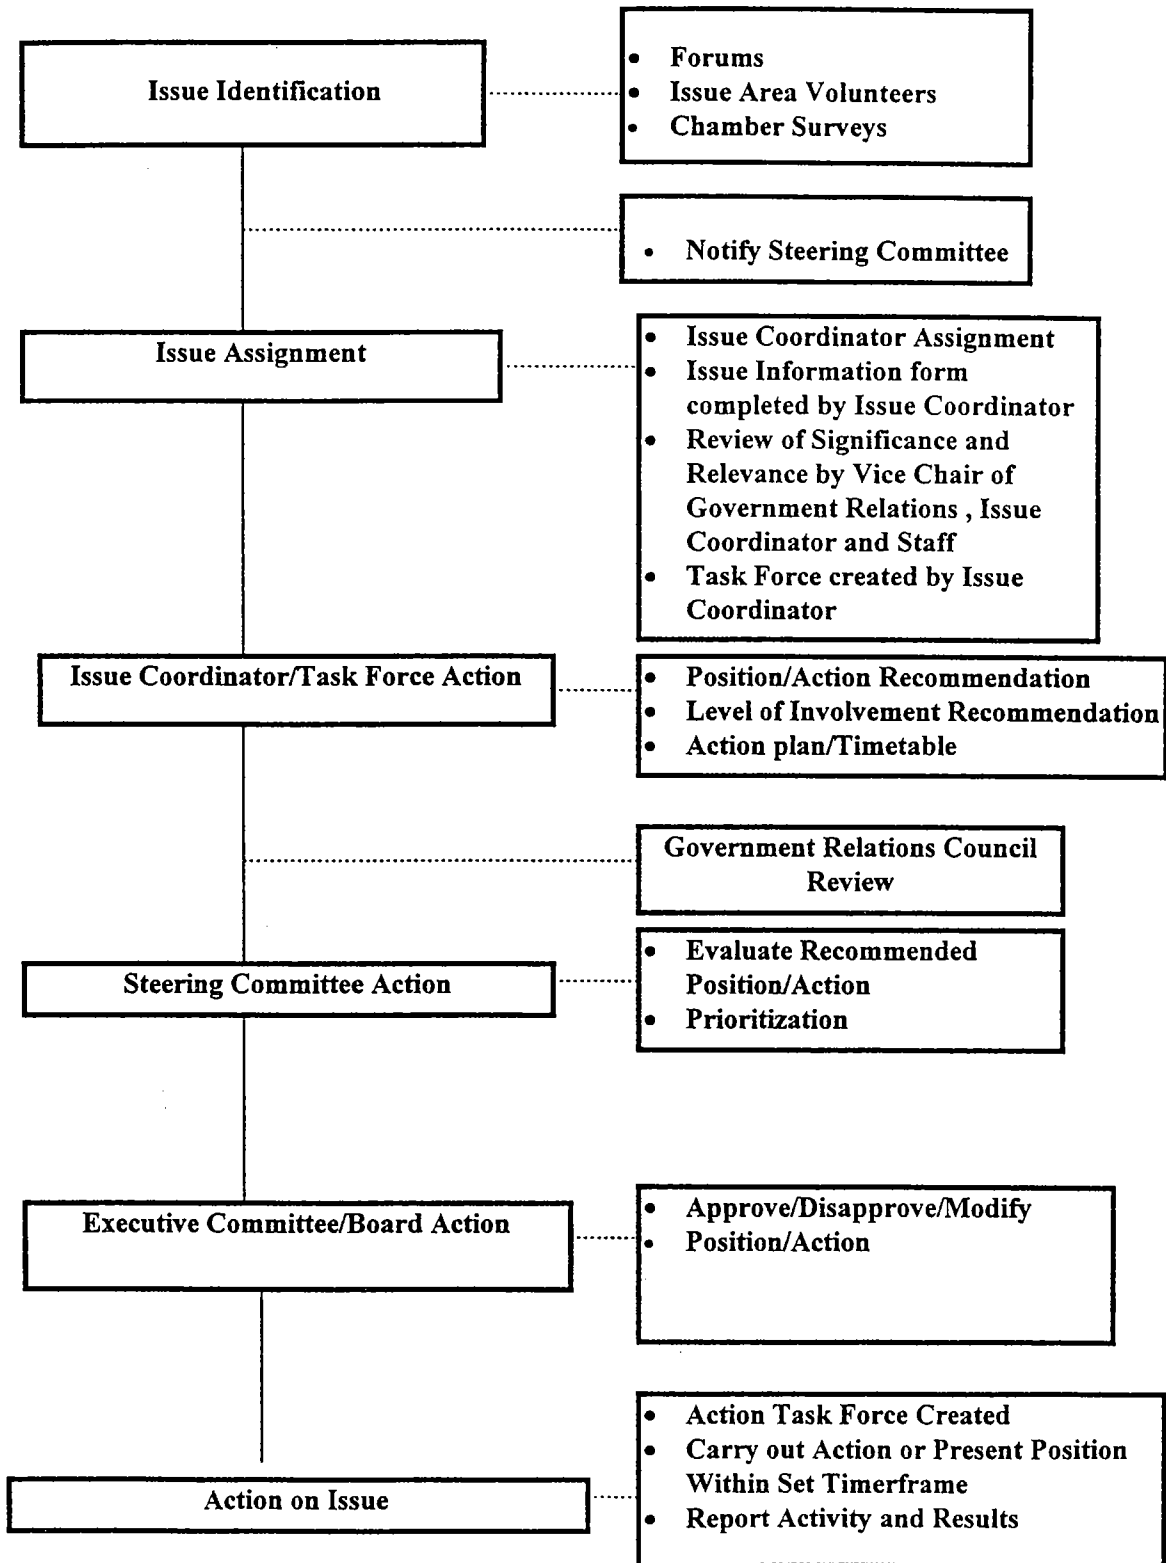 Issue Identification
• Forums
• Issue Area Volunteers
• Chamber Surveys
• Notify Steering Committee
Issue Assignment
• Issue Coordinator Assignment
• Issue Information form
completed by Issue Coordinator
• Review of Significance and
Relevance by Vice Chair of
Government Relations , Issue
Coordinator and Staff
• Task Force created by Issue
Coordinator
Issue Coordinator/Task Force Action
• Position/Action Recommendation
• Level of Involvement Recommendation
• Action plan/Timetable
Government Relations Council
Review
Steering Committee Action
• Evaluate Recommended
Position/Action
• Prioritization
Executive Committee/Board Action
• Approve/Disapprove/Modify
• Position/Action
Action on Issue
• Action Task Force Created
• Carry out Action or Present Position
Within Set Timerframe
• Report Activity and Results